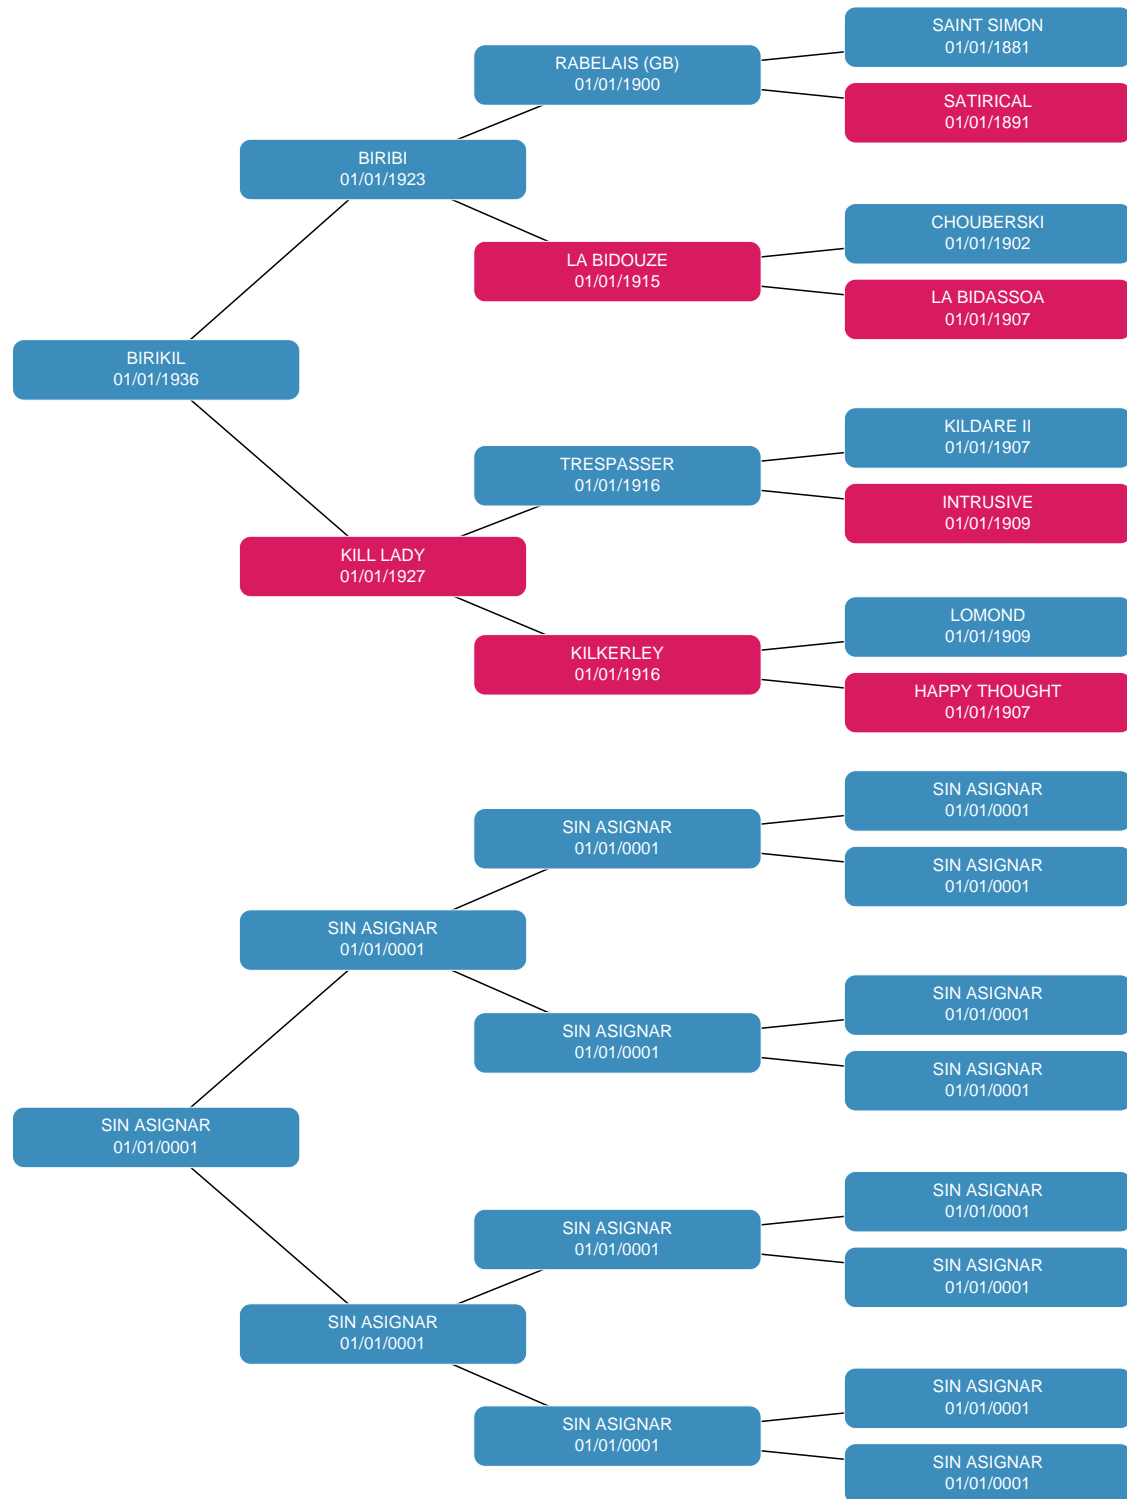 SAINT SIMON
01/01/1881
RABELAIS (GB)
01/01/1900
SATIRICAL
01/01/1891
BIRIBI
01/01/1923
CHOUBERSKI
01/01/1902
LA BIDOUZE
01/01/1915
LA BIDASSOA
01/01/1907
BIRIKIL
01/01/1936
KILDARE II
01/01/1907
TRESPASSER
01/01/1916
INTRUSIVE
01/01/1909
KILL LADY
01/01/1927
LOMOND
01/01/1909
KILKERLEY
01/01/1916
HAPPY THOUGHT
01/01/1907
SIN ASIGNAR
01/01/0001
SIN ASIGNAR
01/01/0001
SIN ASIGNAR
01/01/0001
SIN ASIGNAR
01/01/0001
SIN ASIGNAR
01/01/0001
SIN ASIGNAR
01/01/0001
SIN ASIGNAR
01/01/0001
SIN ASIGNAR
01/01/0001
SIN ASIGNAR
01/01/0001
SIN ASIGNAR
01/01/0001
SIN ASIGNAR
01/01/0001
SIN ASIGNAR
01/01/0001
SIN ASIGNAR
01/01/0001
SIN ASIGNAR
01/01/0001
SIN ASIGNAR
01/01/0001